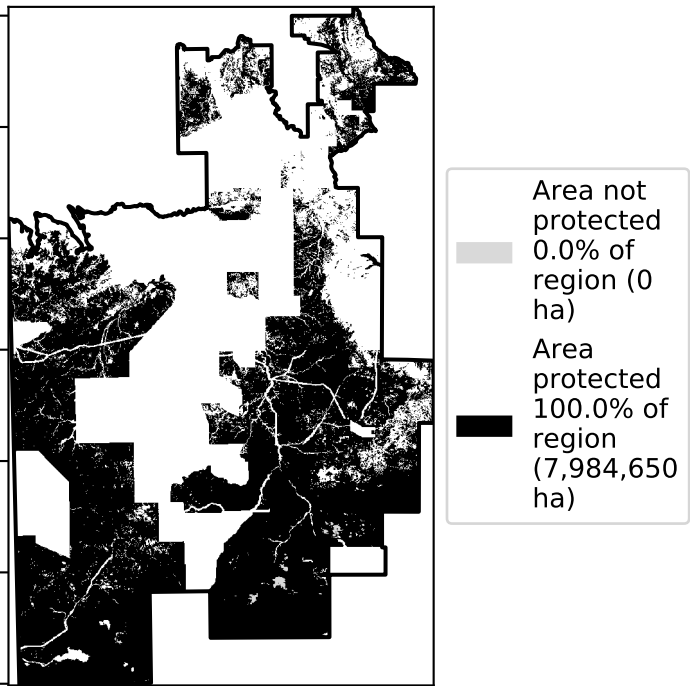 Area not
protected
0.0% of
region (0
ha)
Area
protected
100.0% of
region
(7,984,650
ha)